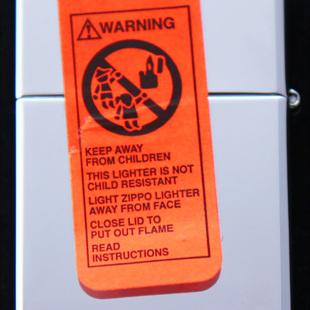 WARNING
KEEP AWAY
FROM CHILDREN
THIS LIGHTER IS NOT
CHILD RESISTANT
LIGHT ZIPPO LIGHTER
AWAY FROM FACE
CLOSE LID TO
PUT OUT FLAME
READ
INSTRUCTIONS